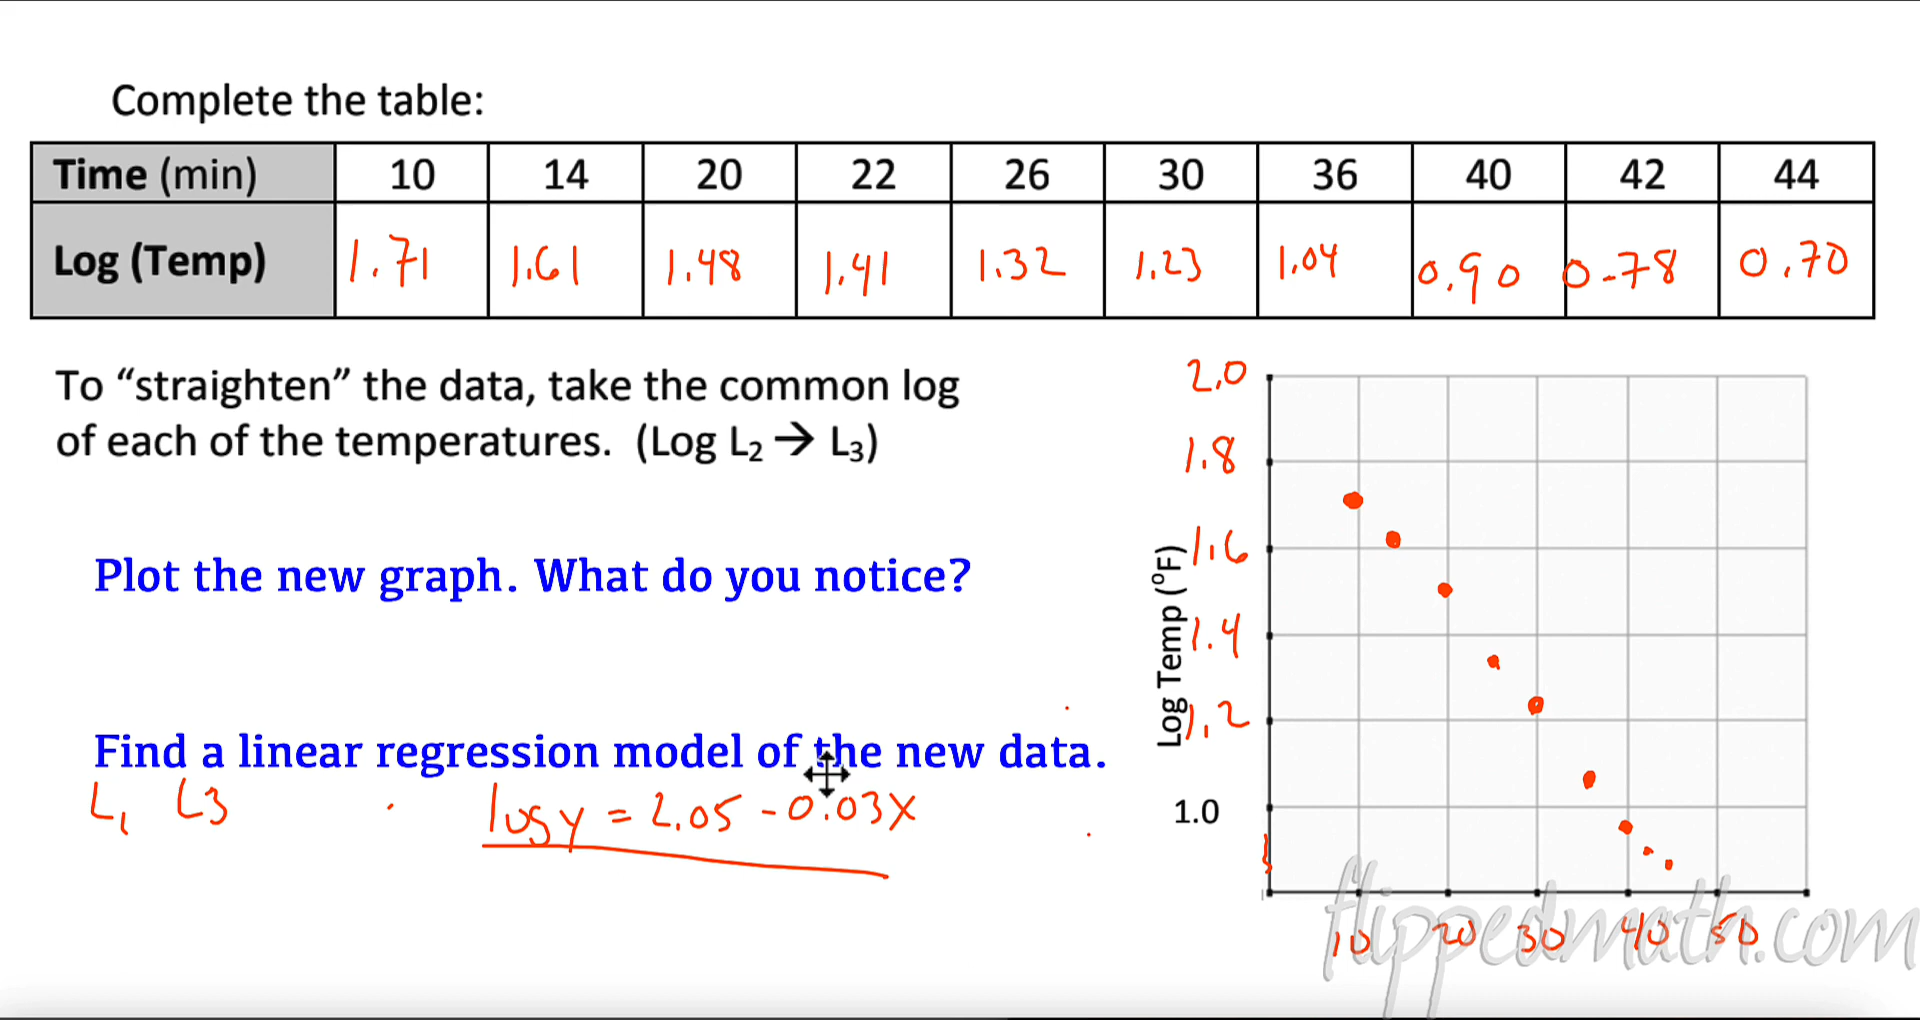 Complete the table:
Time (min) 10 14 20 22 26 30 36 40 42 44
Log (Temp) 1.71 1.61 1.48 1.41 1.32 1.23 1.04 0.90 0.78 0.70
To “straighten” the data, take the common log
of each of the temperatures. (Log L₂ → L₃)
Plot the new graph. What do you notice?
Find a linear regression model of the new data.
L₁ L3 log y = 2.05 - 0.03x
2.0
1.8
1.6
1.4
1.2
1.0
Log Temp (°F)
10 20 30 40 50
flippedmath.com